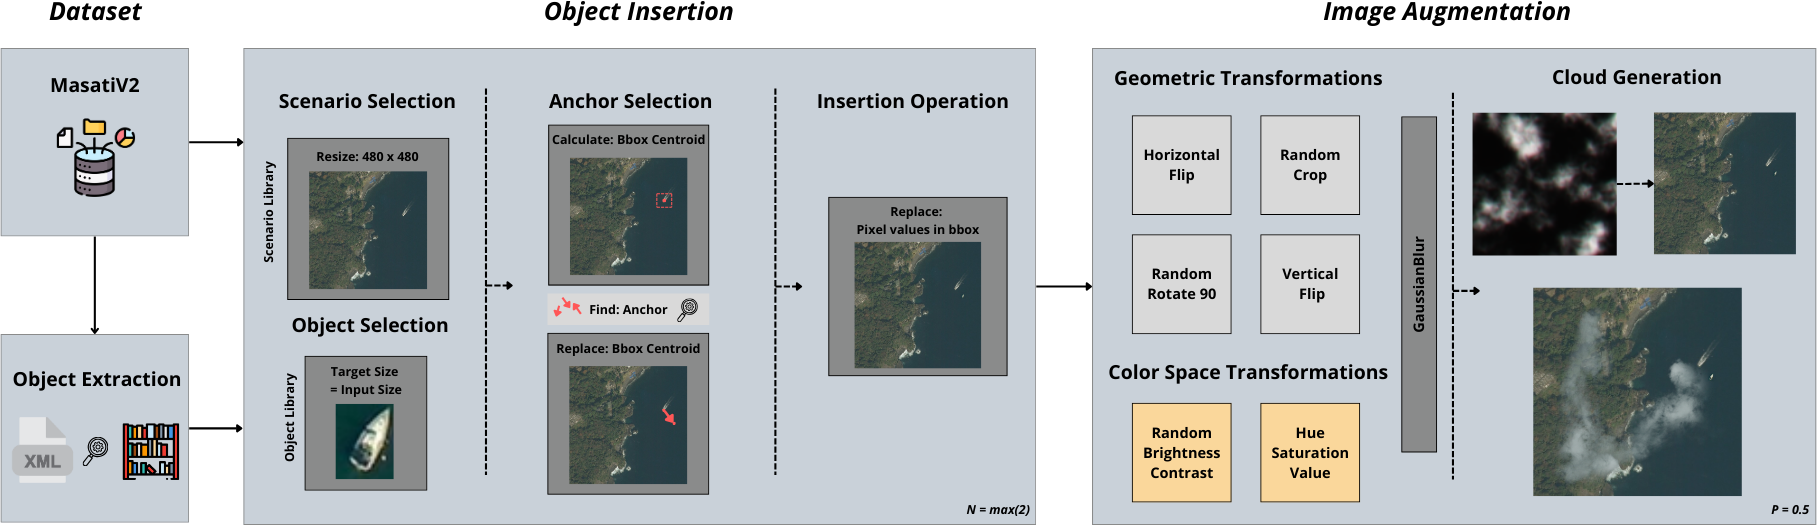 Dataset
Object Insertion
Image Augmentation
MasatiV2
Object Extraction
XML
Scenario Selection
Scenario Library
Resize: 480 x 480
Object Selection
Object Library
Target Size
= Input Size
Anchor Selection
Calculate: Bbox Centroid
Find: Anchor
Replace: Bbox Centroid
Insertion Operation
Replace:
Pixel values in bbox
N = max(2)
Geometric Transformations
Horizontal
Flip
Random
Crop
Random
Rotate 90
Vertical
Flip
Color Space Transformations
Random
Brightness
Contrast
Hue
Saturation
Value
GaussianBlur
Cloud Generation
P = 0.5